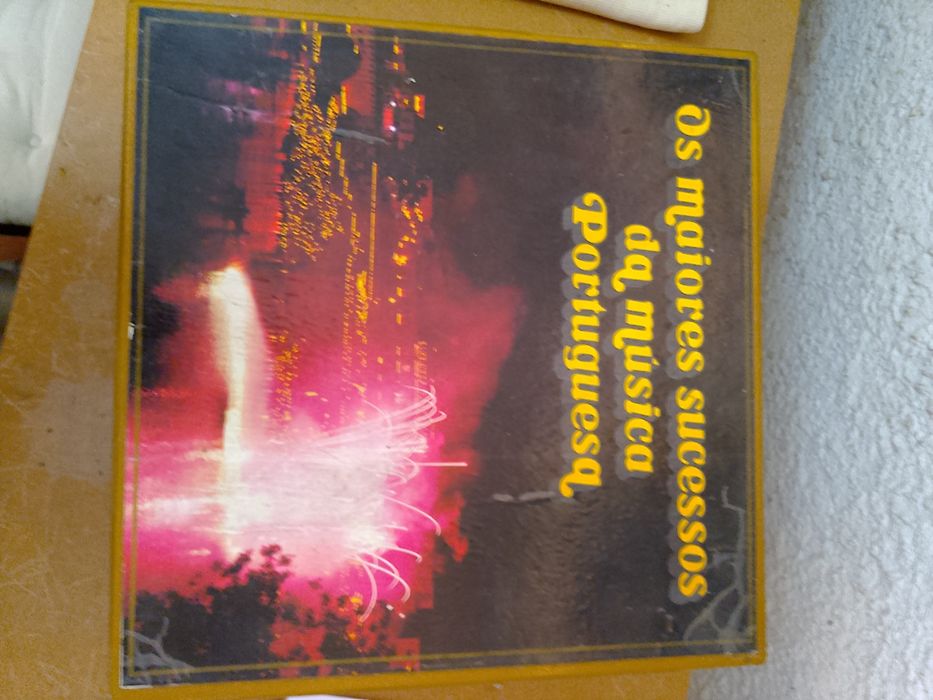 Os maiores sucessos
da música
Portuguesa